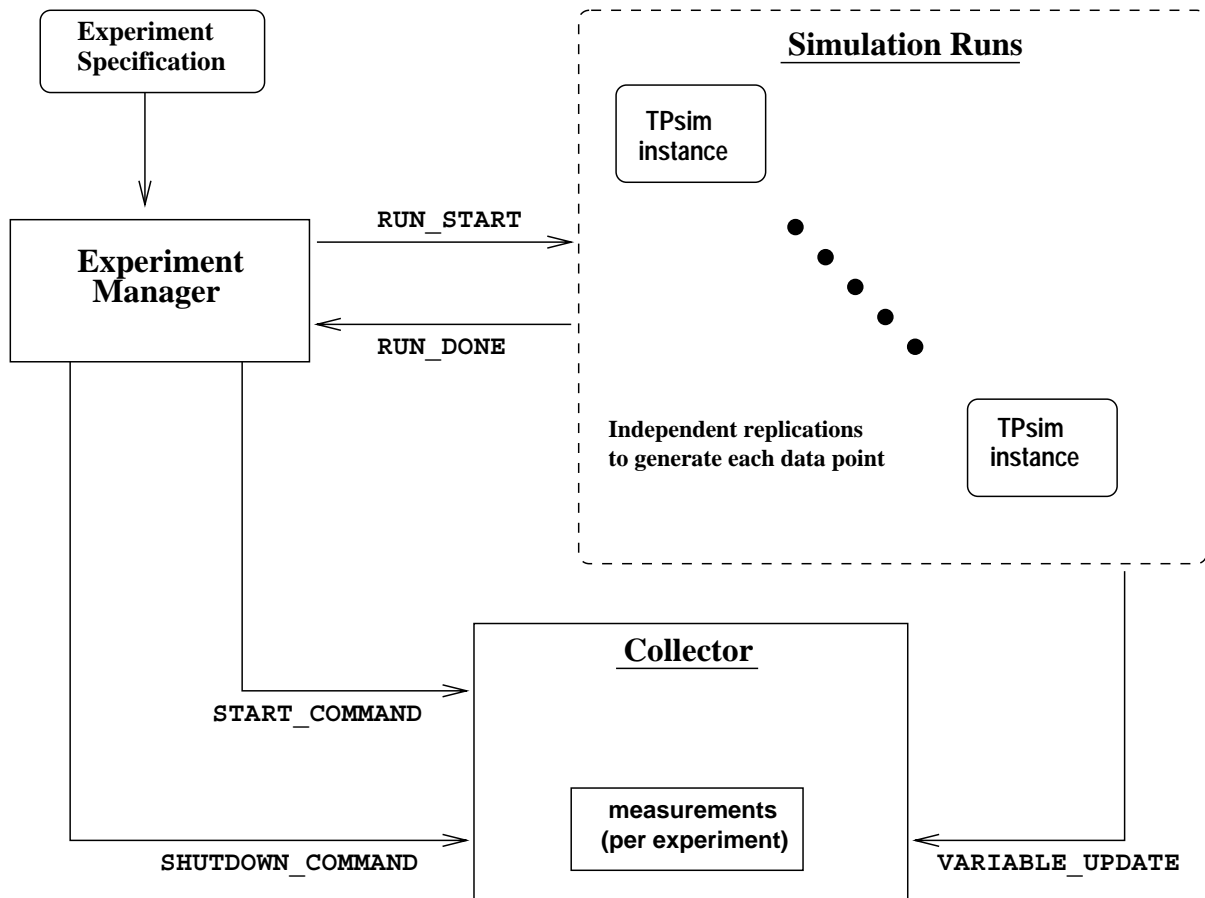 Experiment
Specification
Simulation Runs
TPsim
instance
RUN_START
Experiment
Manager
RUN_DONE
Independent replications
to generate each data point
TPsim
instance
Collector
START_COMMAND
measurements
(per experiment)
SHUTDOWN_COMMAND
VARIABLE_UPDATE